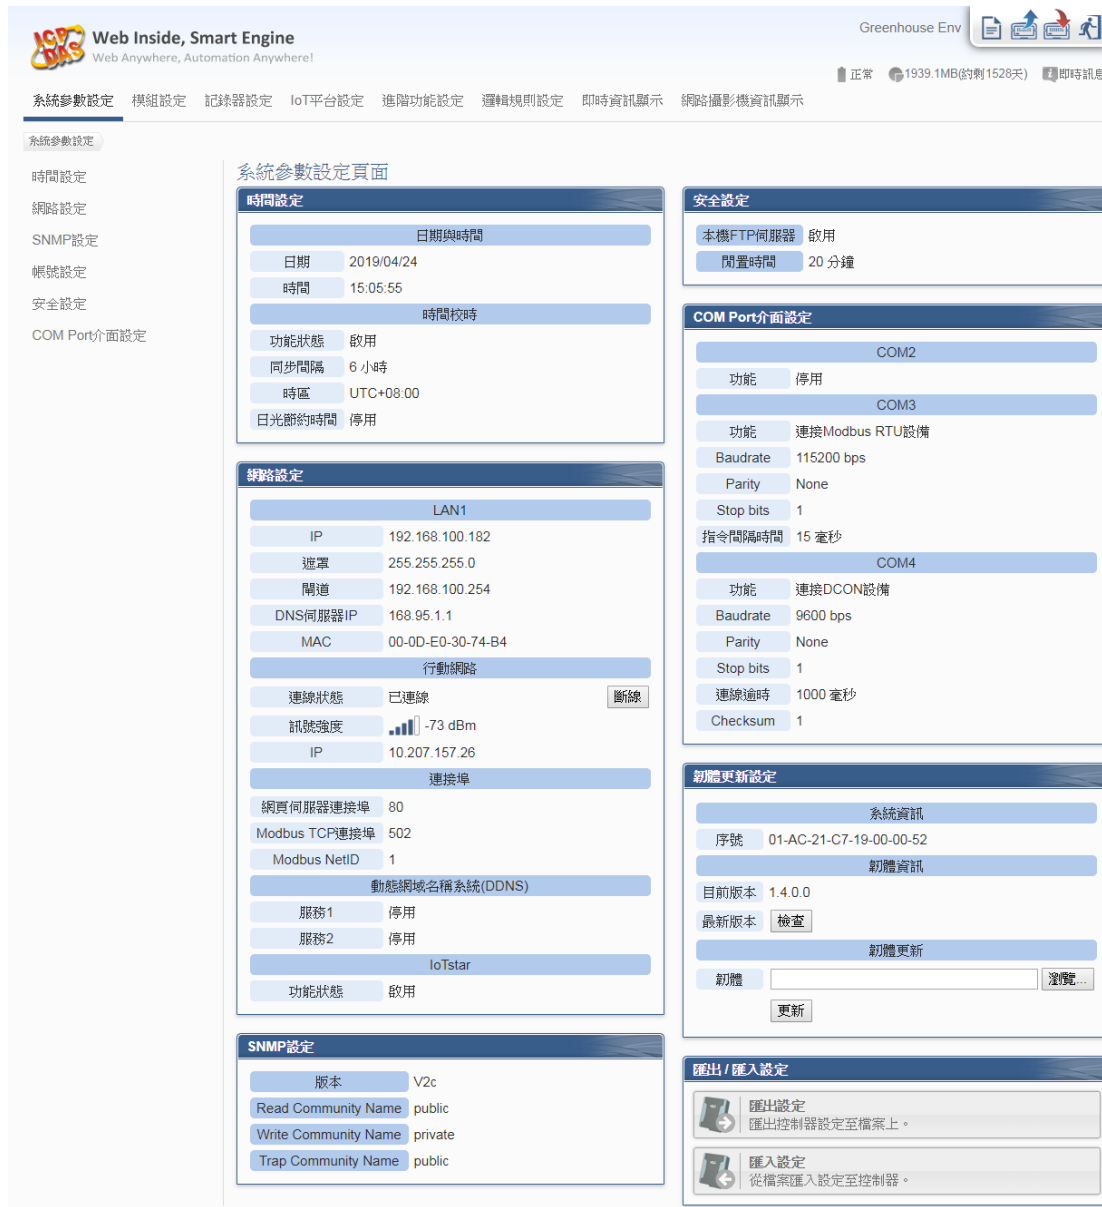 ICP DAS
Web Inside, Smart Engine
Web Anywhere, Automation Anywhere!
Greenhouse Env
正常 1939.1MB(約剩1528天) 即時訊息
系統參數設定 模組設定 記錄器設定 IoT平台設定 進階功能設定 邏輯規則設定 即時資訊顯示 網路攝影機資訊顯示
系統參數設定
時間設定
網路設定
SNMP設定
帳號設定
安全設定
COM Port介面設定
系統參數設定頁面
時間設定
日期與時間
日期 2019/04/24
時間 15:05:55
時間校時
功能狀態 啟用
同步間隔 6 小時
時區 UTC+08:00
日光節約時間 停用
網路設定
LAN1
IP 192.168.100.182
遮罩 255.255.255.0
閘道 192.168.100.254
DNS伺服器IP 168.95.1.1
MAC 00-0D-E0-30-74-B4
行動網路
連線狀態 已連線 斷線
訊號強度 -73 dBm
IP 10.207.157.26
連接埠
網頁伺服器連接埠 80
Modbus TCP連接埠 502
Modbus NetID 1
動態網域名稱系統(DDNS)
服務1 停用
服務2 停用
IoTstar
功能狀態 啟用
SNMP設定
版本 V2c
Read Community Name public
Write Community Name private
Trap Community Name public
安全設定
本機FTP伺服器 啟用
閒置時間 20 分鐘
COM Port介面設定
COM2
功能 停用
COM3
功能 連接Modbus RTU設備
Baudrate 115200 bps
Parity None
Stop bits 1
指令間隔時間 15 毫秒
COM4
功能 連接DCON設備
Baudrate 9600 bps
Parity None
Stop bits 1
連線逾時 1000 毫秒
Checksum 1
韌體更新設定
系統資訊
序號 01-AC-21-C7-19-00-00-52
韌體資訊
目前版本 1.4.0.0
最新版本 檢查
韌體更新
韌體 瀏覽...
更新
匯出 / 匯入設定
匯出設定
匯出控制器設定至檔案上。
匯入設定
從檔案匯入設定至控制器。